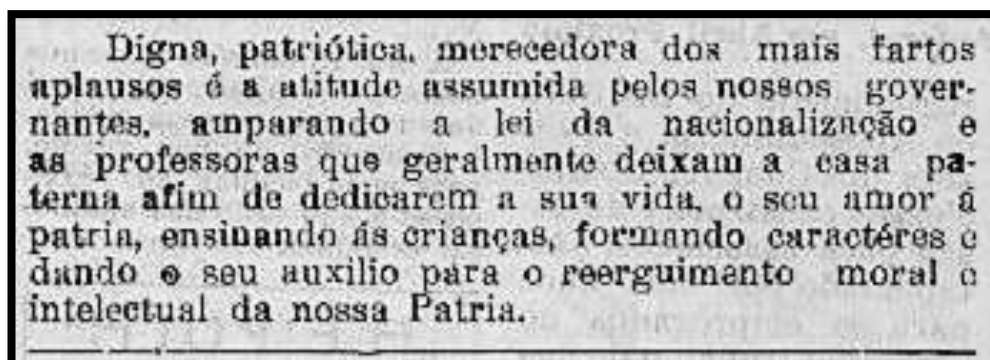 Digna, patriótica, merecedora dos mais fartos
aplausos é a atitude assumida pelos nossos gover-
nantes, amparando a lei da nacionalização e
as professoras que geralmente deixam a casa pa-
terna afim de dedicarem a sua vida, o seu amor á
patria, ensinando ás crianças, formando caractéres e
dando o seu auxilio para o reerguimento moral e
intelectual da nossa Patria.